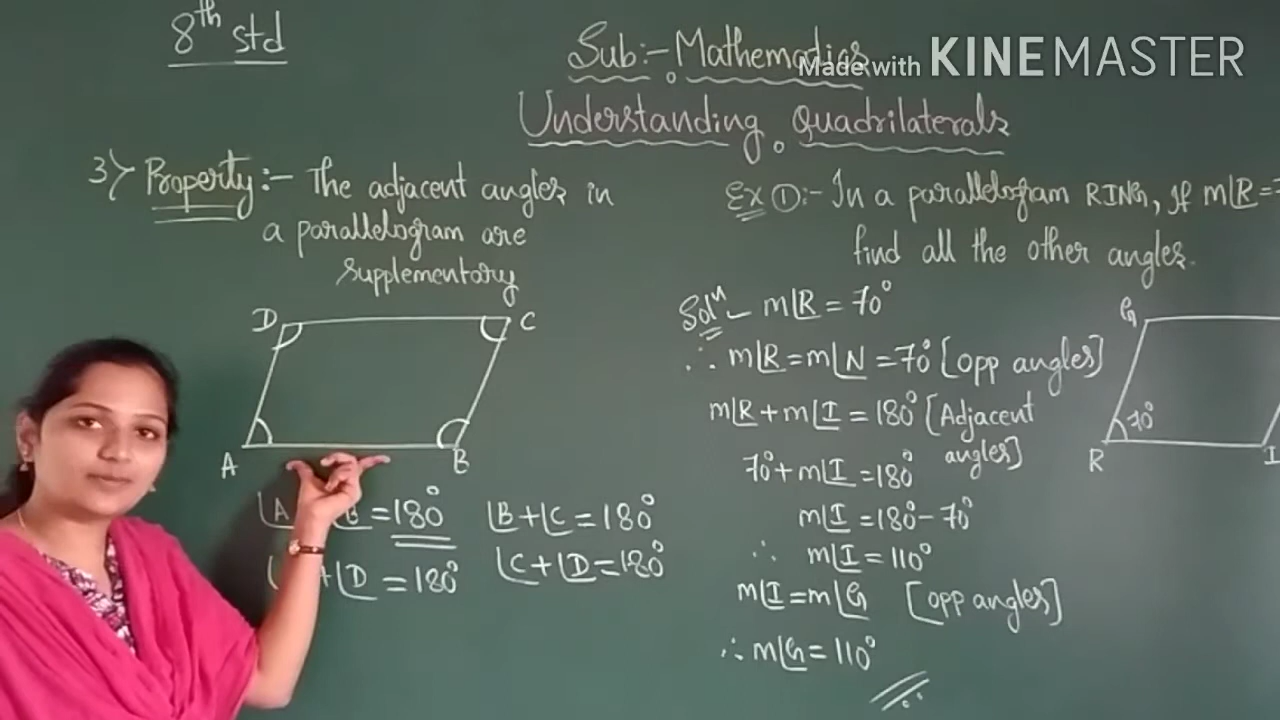 8th std
Sub:- Mathematics
Made with KINEMASTER
Understanding Quadrilaterals
3) Property:- The adjacent angles in
a parallelogram are
supplementary
D C
A B
∠A ∠B = 180°
∠B + ∠C = 180°
+ ∠D = 180°
∠C + ∠D = 180°
Ex ①:- In a parallelogram RING, if m∠R =
find all the other angles.
Solⁿ - m∠R = 70°
∴ m∠R = m∠N = 70° [opp angles]
m∠R + m∠I = 180° [Adjacent
angles]
70° + m∠I = 180°
m∠I = 180° - 70°
∴ m∠I = 110°
m∠I = m∠G [opp angles]
∴ m∠G = 110°
G
70°
R I